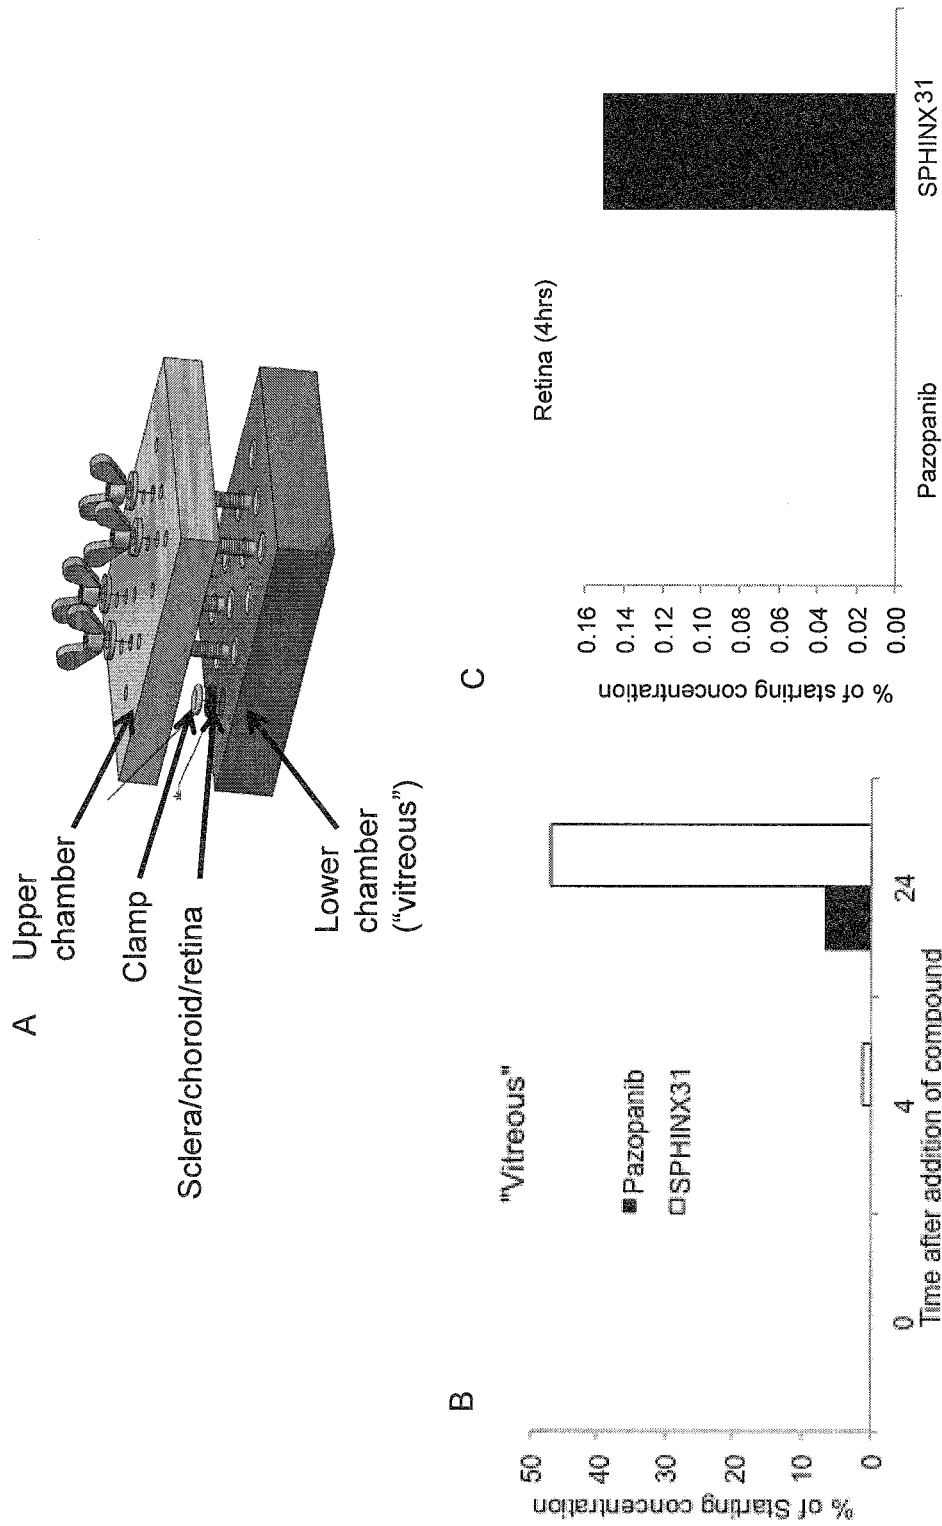 A
Upper
chamber
Clamp
Sclera/choroid/retina
Lower
chamber
("vitreous")
B
"Vitreous"
Pazopanib
SPHINX31
50
40
30
20
10
0
% of Starting concentration
0 4 24
Time after addition of compound
C
Retina (4hrs)
0.16
0.14
0.12
0.10
0.08
0.06
0.04
0.02
0.00
% of starting concentration
Pazopanib SPHINX31